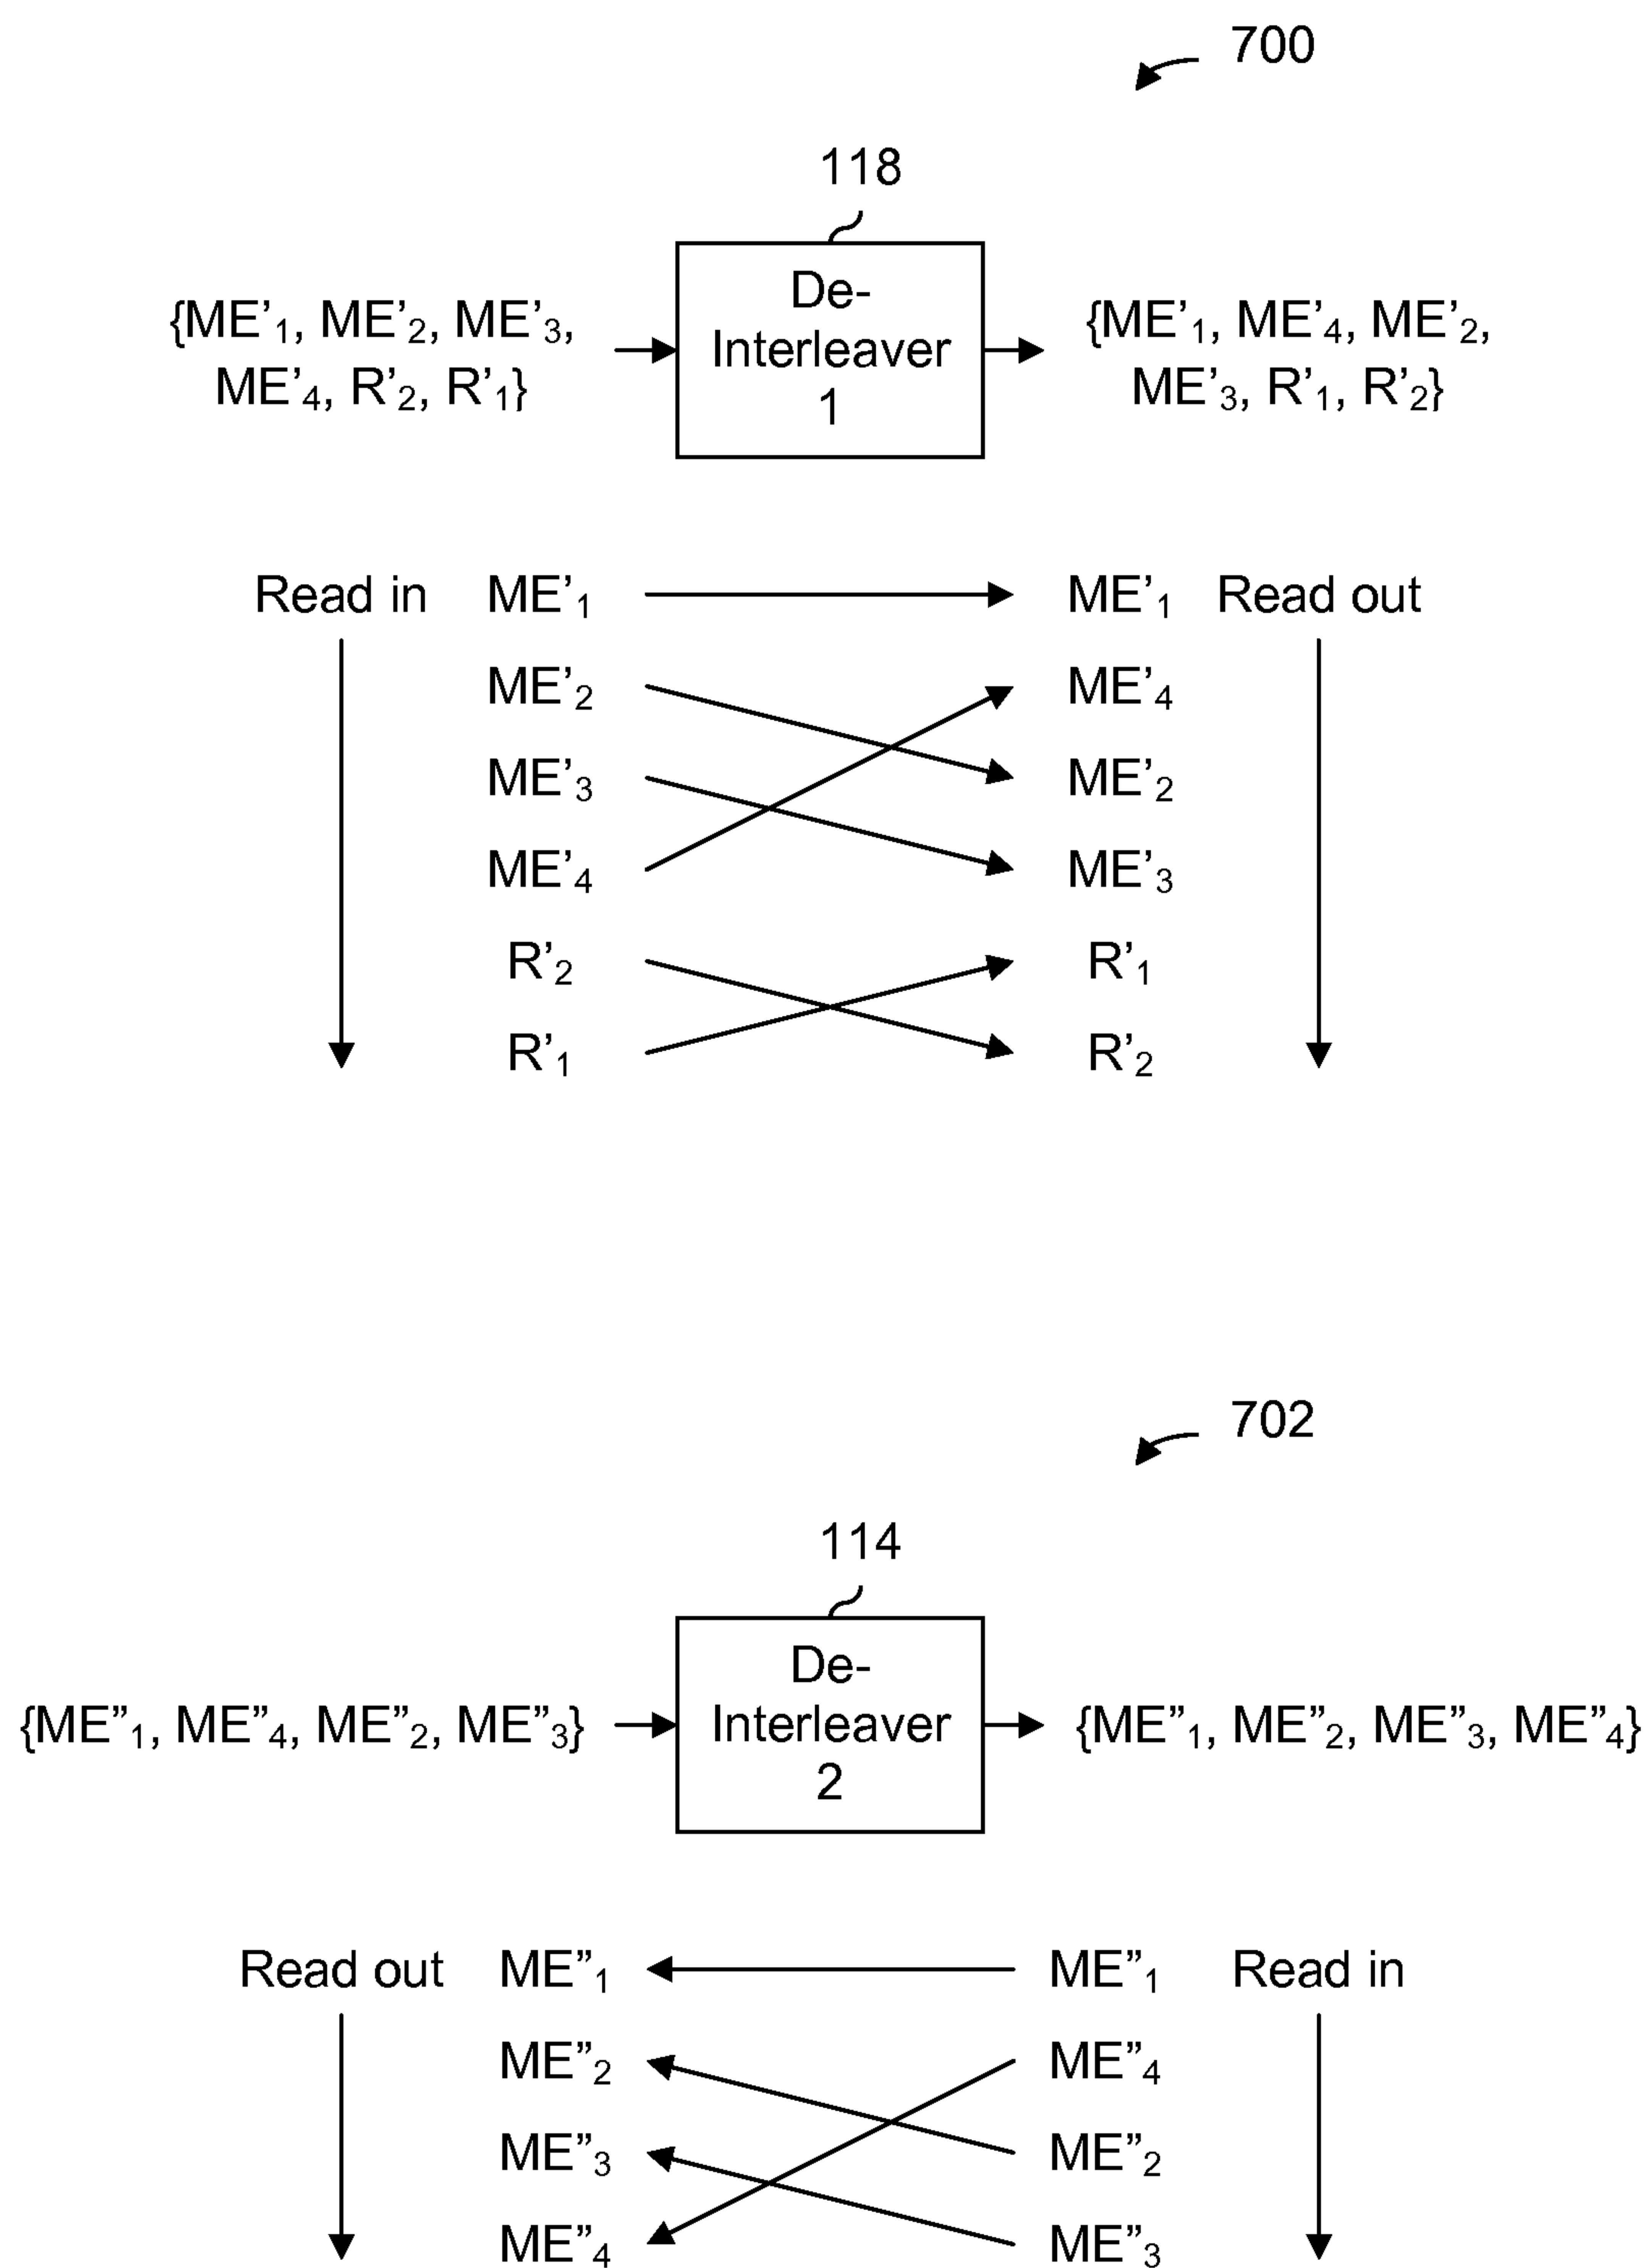 700
118
De-
Interleaver
1
{ME’₁, ME’₂, ME’₃,
ME’₄, R’₂, R’₁}
{ME’₁, ME’₄, ME’₂,
ME’₃, R’₁, R’₂}
Read in ME’₁ ME’₁ Read out
ME’₂ ME’₄
ME’₃ ME’₂
ME’₄ ME’₃
R’₂ R’₁
R’₁ R’₂
702
114
De-
Interleaver
2
{ME”₁, ME”₄, ME”₂, ME”₃}
{ME”₁, ME”₂, ME”₃, ME”₄}
Read out ME”₁ ME”₁ Read in
ME”₂ ME”₄
ME”₃ ME”₂
ME”₄ ME”₃